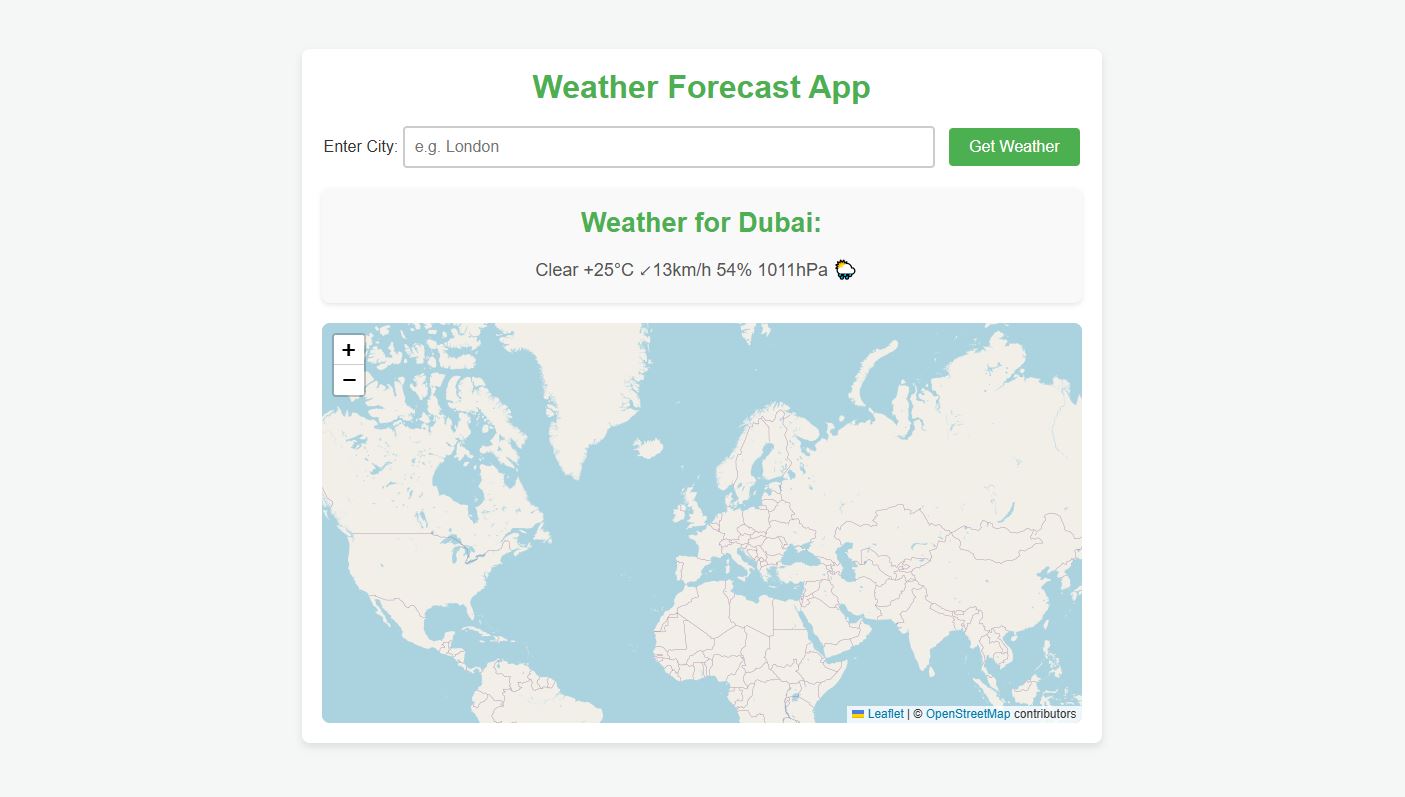 Weather Forecast App
Enter City: e.g. London Get Weather
Weather for Dubai:
Clear +25°C ↙13km/h 54% 1011hPa
+
−
Leaflet | © OpenStreetMap contributors